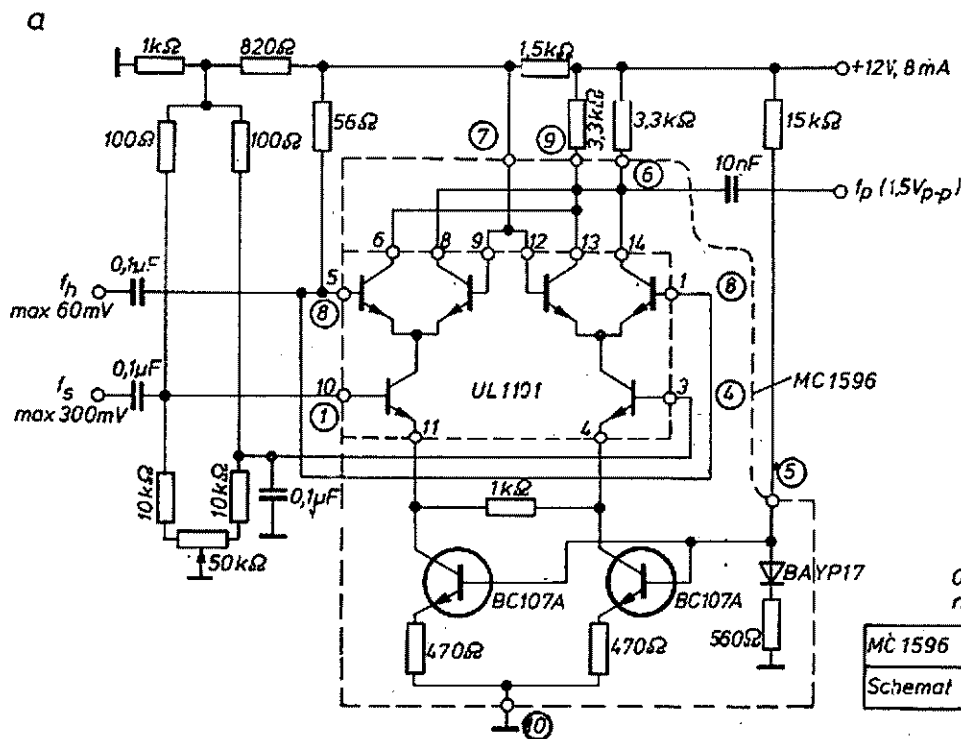 a
1kΩ 820Ω 1,5kΩ +12V, 8mA
100Ω 100Ω 56Ω 7 9 3,3kΩ 3,3kΩ 15kΩ
6 10nF fp (1,5Vp-p)
6 8 9 12 13 14
0,1µF 5 1 8
fh 8
max 60mV
0,1µF 10 UL1101 3 4 MC1596
fs 1
max 300mV 11 4
10kΩ 10kΩ 0,1µF 1kΩ 5
50kΩ BC107A BC107A BAYP17
470Ω 470Ω 560Ω
10
MC 1596
Schemat